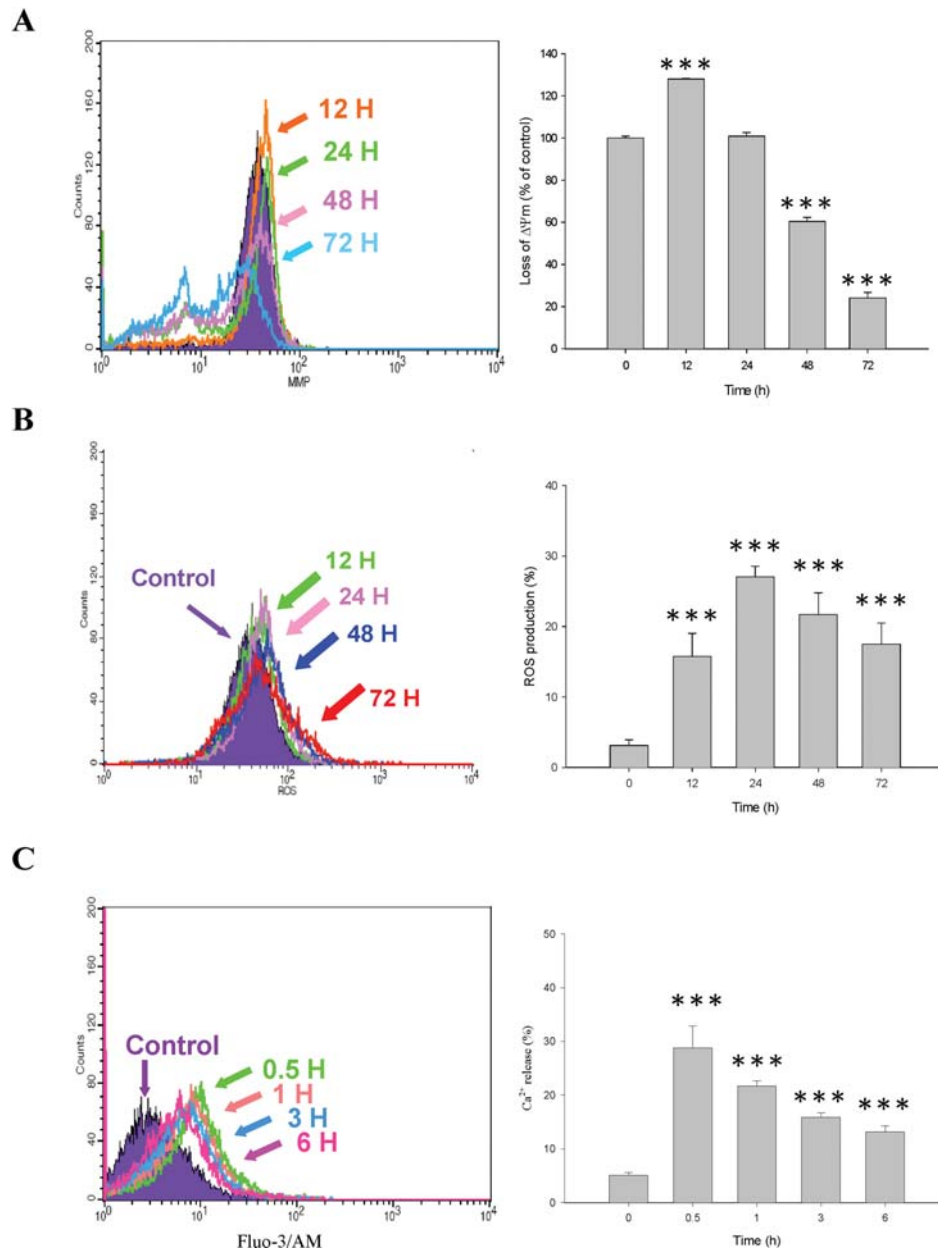 A
200
160
120
80
40
0
Counts
10^0
10^1
10^2
10^3
10^4
MMP
12 H
24 H
48 H
72 H
Loss of ΔΨm (% of control)
140
120
100
80
60
40
20
0
***
***
***
0 12 24 48 72
Time (h)
B
200
160
120
80
40
0
Counts
10^0
10^1
10^2
10^3
10^4
ROS
Control
12 H
24 H
48 H
72 H
ROS production (%)
40
30
20
10
0
***
***
***
***
0 12 24 48 72
Time (h)
C
200
160
120
80
40
0
Counts
10^0
10^1
10^2
10^3
10^4
Fluo-3/AM
Control
0.5 H
1 H
3 H
6 H
Ca²⁺ release (%)
50
40
30
20
10
0
***
***
***
***
0 0.5 1 3 6
Time (h)